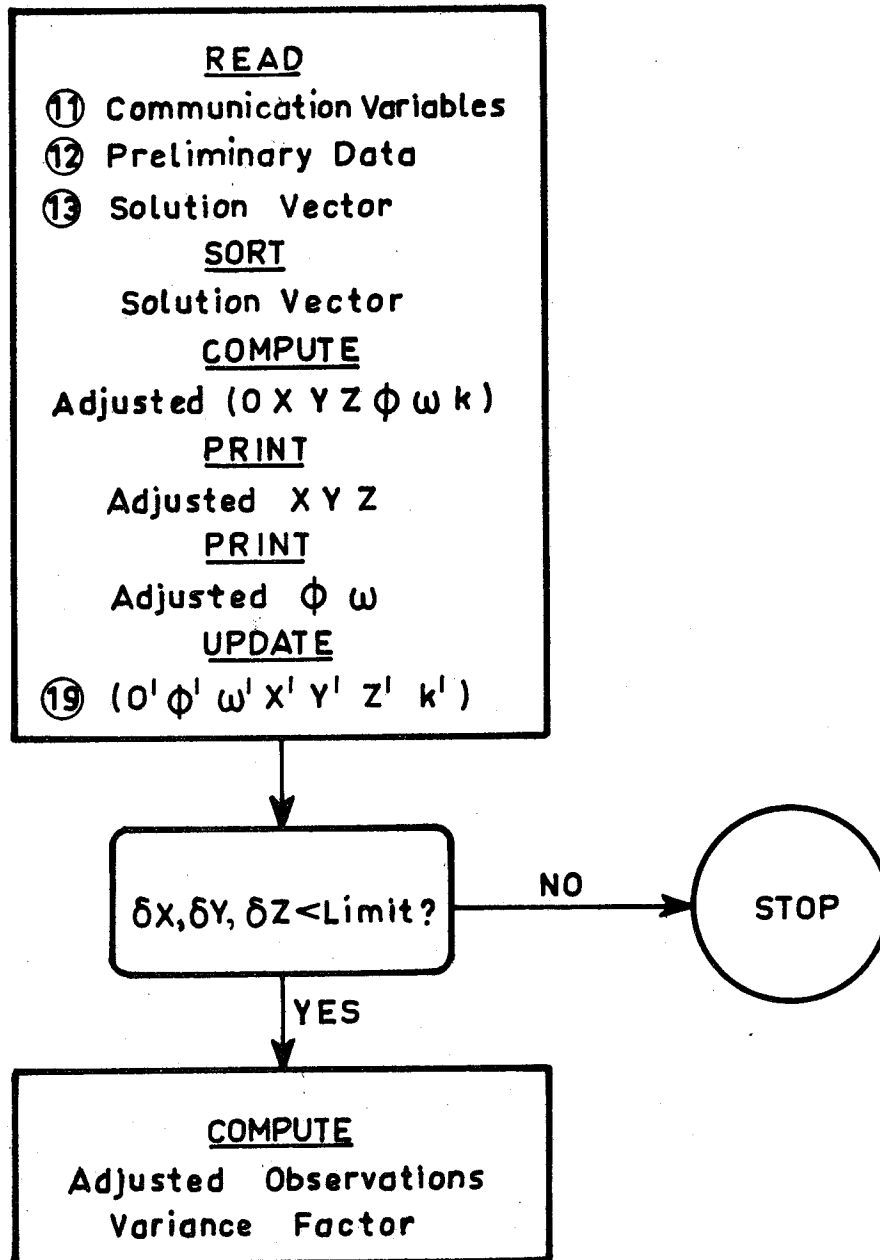 READ
⑪ Communication Variables
⑫ Preliminary Data
⑬ Solution Vector
SORT
Solution Vector
COMPUTE
Adjusted (O X Y Z ϕ ω k)
PRINT
Adjusted X Y Z
PRINT
Adjusted ϕ ω
UPDATE
⑲ (O' ϕ' ω' X' Y' Z' k')
δX, δY, δZ<Limit?
NO
STOP
YES
COMPUTE
Adjusted Observations
Variance Factor